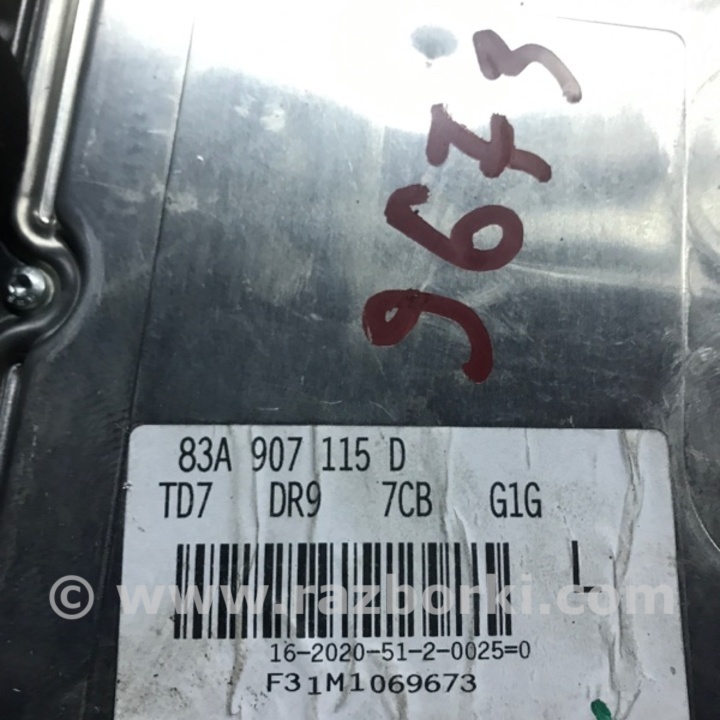 9673
83A 907 115 D
TD7 DR9 7CB G1G
L
© www.razborki.com
16-2020-51-2-0025=0
F31M1069673